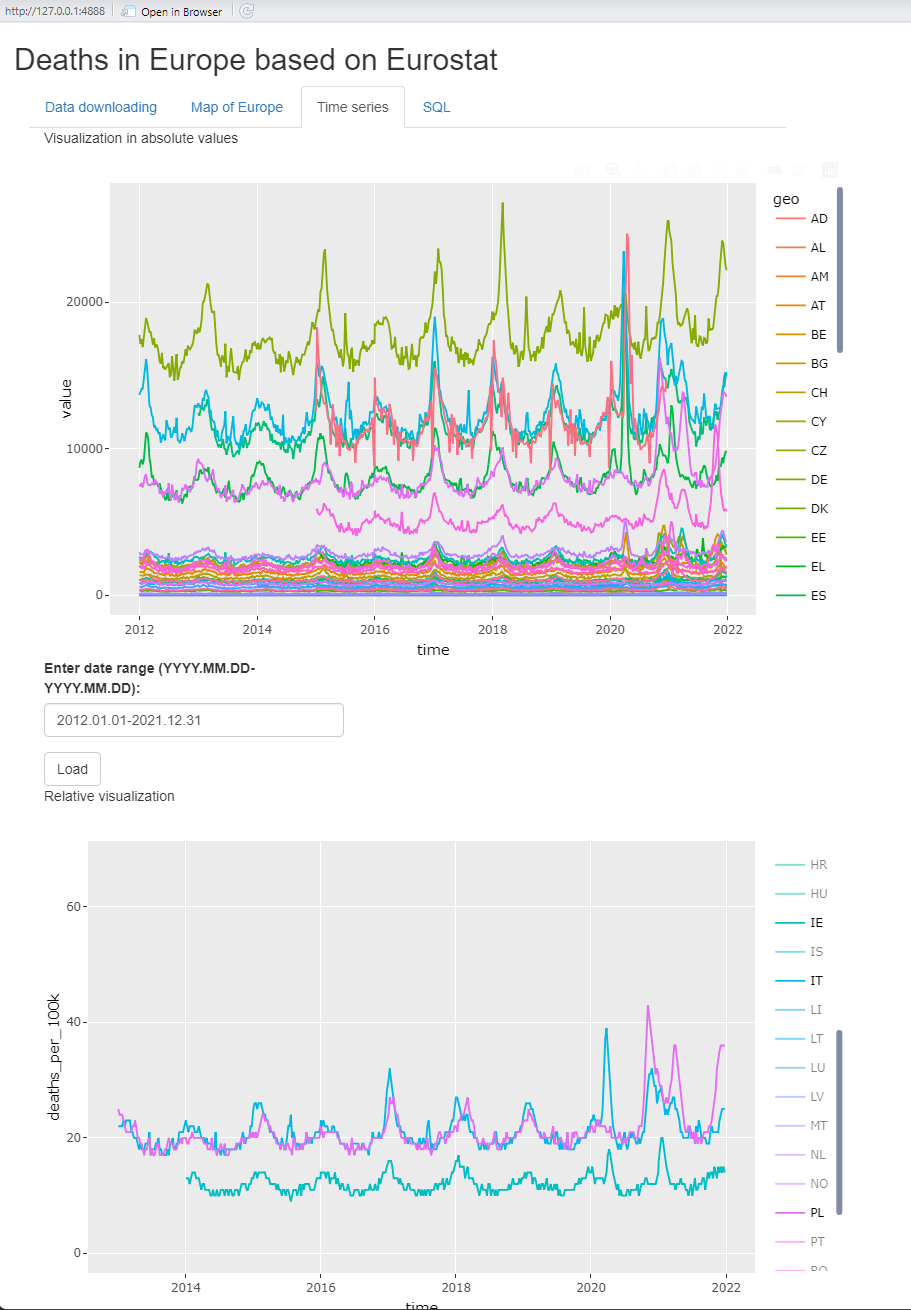 http://127.0.0.1:4888 Open in Browser
Deaths in Europe based on Eurostat
Data downloading Map of Europe Time series SQL
Visualization in absolute values
geo
AD
AL
AM
AT
BE
BG
CH
CY
CZ
DE
DK
EE
EL
ES
value
20000
10000
0
2012 2014 2016 2018 2020 2022
time
Enter date range (YYYY.MM.DD-
YYYY.MM.DD):
2012.01.01-2021.12.31
Load
Relative visualization
HR
HU
IE
IS
IT
LI
LT
LU
LV
MT
NL
NO
PL
PT
RO
deaths_per_100k
60
40
20
0
2014 2016 2018 2020 2022
time